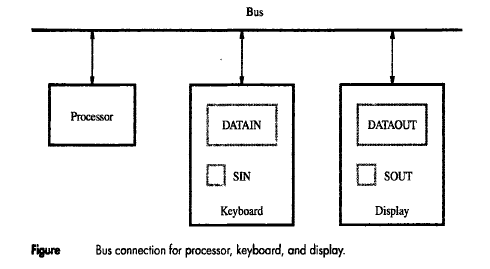 Bus
Processor
DATAIN
DATAOUT
SIN
SOUT
Keyboard
Display
Figure Bus connection for processor, keyboard, and display.